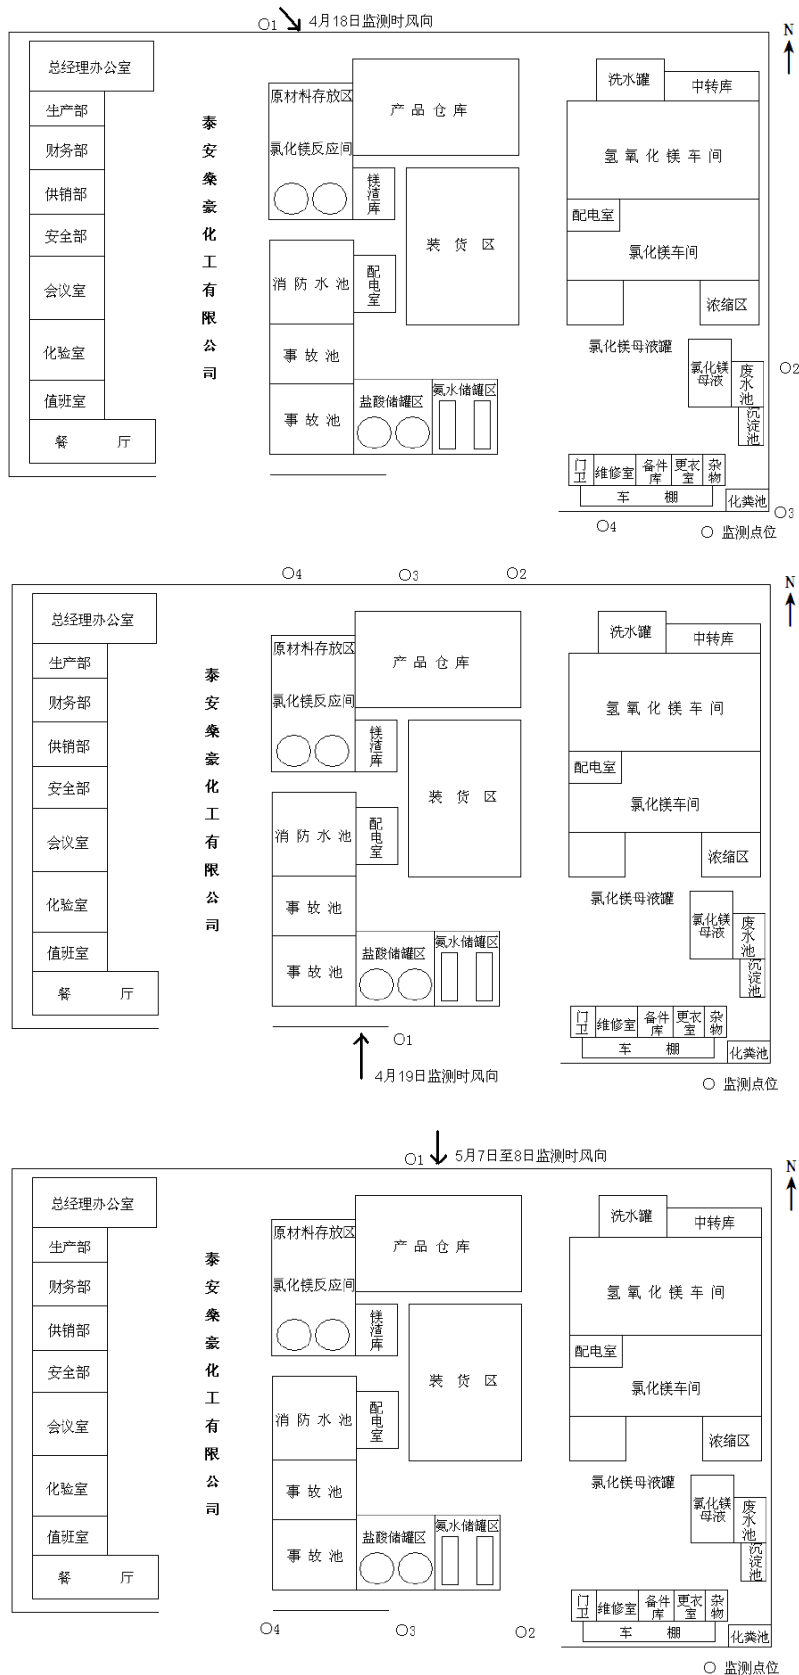 ○1
4月18日监测时风向
N
总经理办公室
生产部
财务部
供销部
安全部
会议室
化验室
值班室
餐 厅
泰安燊豪化工有限公司
原材料存放区
氯化镁反应间
产品仓库
镁渣库
装货区
消防水池
配电室
事故池
事故池
盐酸储罐区
氨水储罐区
洗水罐
中转库
氢氧化镁车间
配电室
氯化镁车间
浓缩区
氯化镁母液罐
氯化镁母液
废水池
沉淀池
○2
门卫
维修室
备件库
更衣室
杂物
车棚
化粪池
○3
○4
○ 监测点位
○4
○3
○2
N
总经理办公室
生产部
财务部
供销部
安全部
会议室
化验室
值班室
餐 厅
泰安燊豪化工有限公司
原材料存放区
氯化镁反应间
产品仓库
镁渣库
装货区
消防水池
配电室
事故池
事故池
盐酸储罐区
氨水储罐区
洗水罐
中转库
氢氧化镁车间
配电室
氯化镁车间
浓缩区
氯化镁母液罐
氯化镁母液
废水池
沉淀池
门卫
维修室
备件库
更衣室
杂物
车棚
化粪池
○1
4月19日监测时风向
○ 监测点位
○1
5月7日至8日监测时风向
N
总经理办公室
生产部
财务部
供销部
安全部
会议室
化验室
值班室
餐 厅
泰安燊豪化工有限公司
原材料存放区
氯化镁反应间
产品仓库
镁渣库
装货区
消防水池
配电室
事故池
事故池
盐酸储罐区
氨水储罐区
洗水罐
中转库
氢氧化镁车间
配电室
氯化镁车间
浓缩区
氯化镁母液罐
氯化镁母液
废水池
沉淀池
门卫
维修室
备件库
更衣室
杂物
车棚
化粪池
○4
○3
○2
○ 监测点位